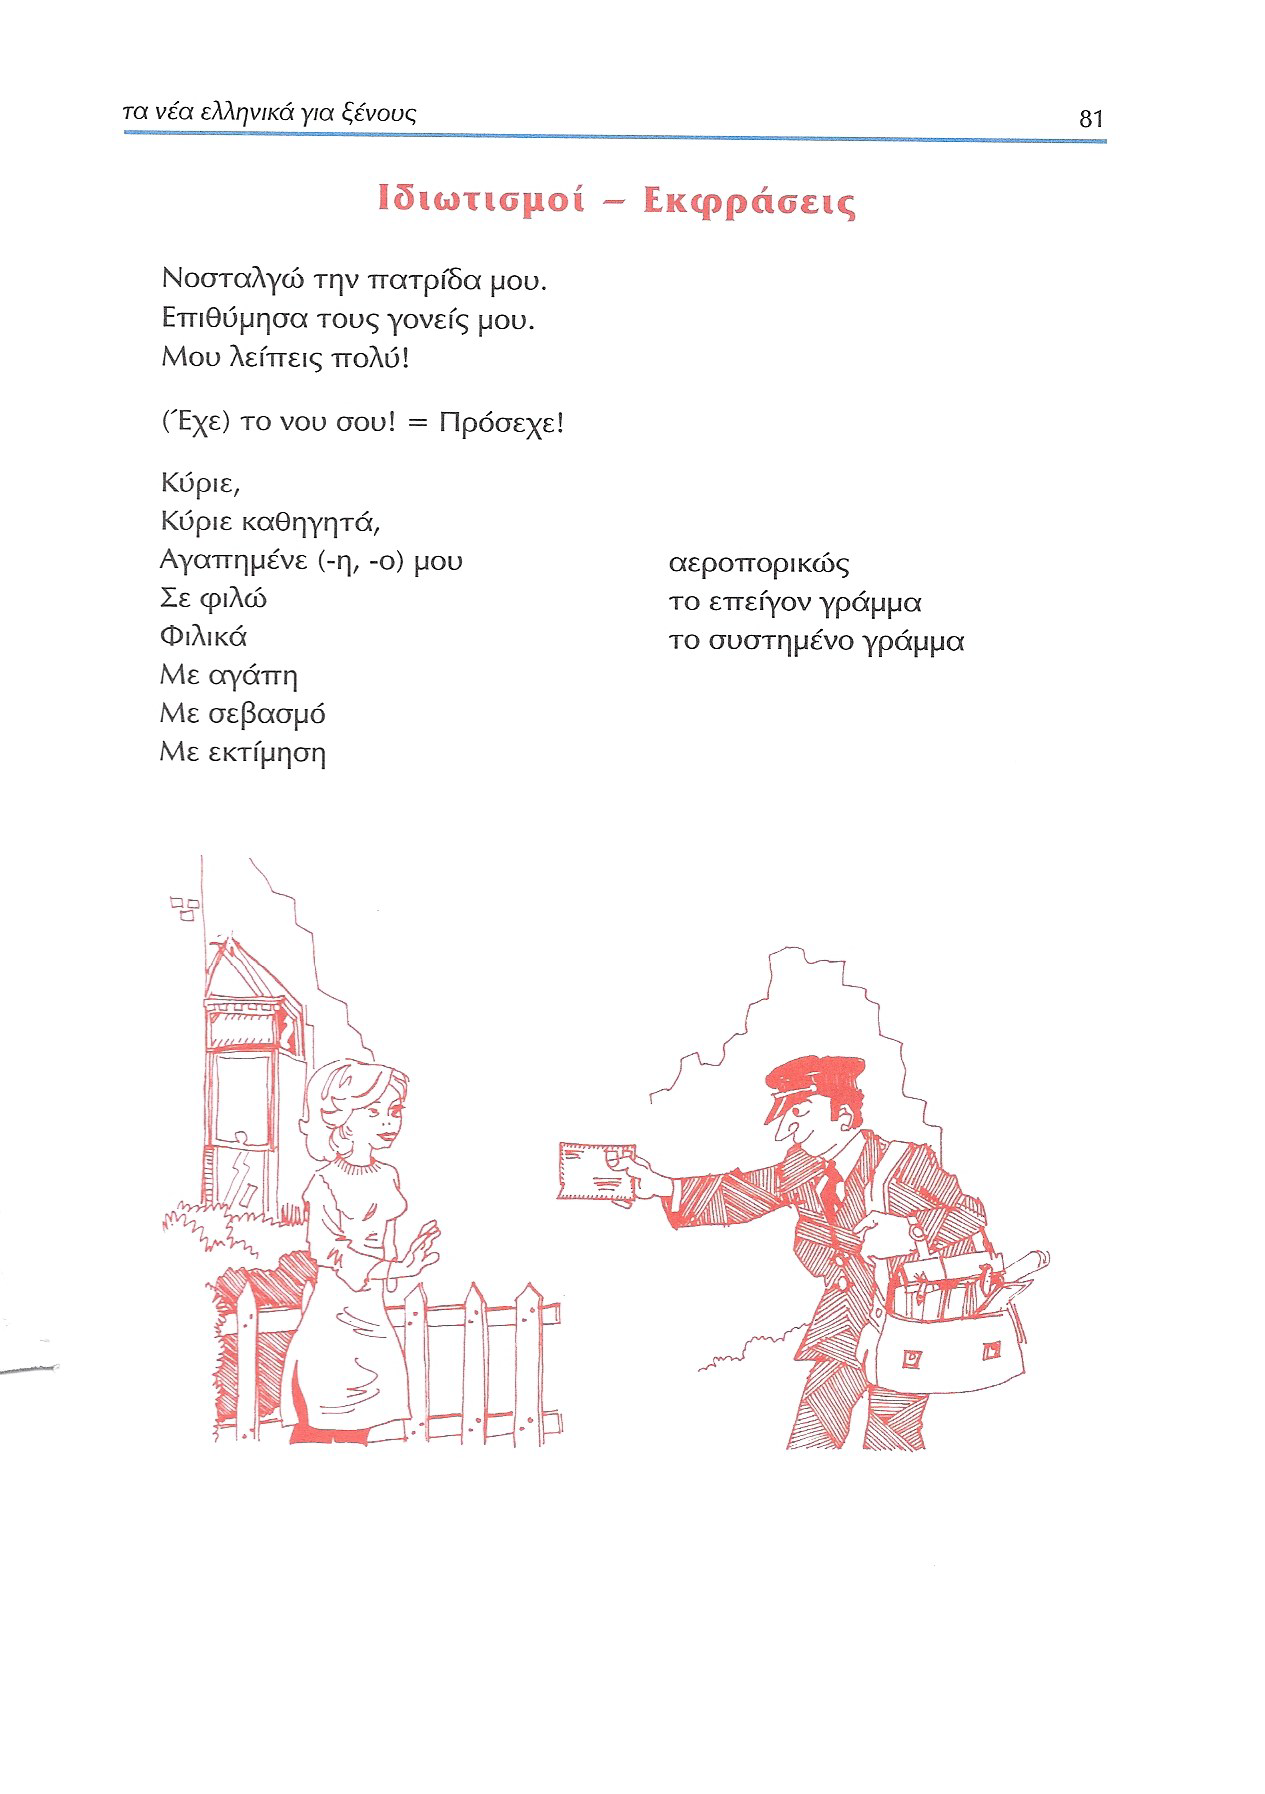 τα νέα ελληνικά για ξένους
81
Ιδιωτισμοί – Εκφράσεις
Νοσταλγώ την πατρίδα μου.
Επιθύμησα τους γονείς μου.
Μου λείπεις πολύ!
(Έχε) το νου σου! = Πρόσεχε!
Κύριε,
Κύριε καθηγητά,
Αγαπημένε (-η, -ο) μου
Σε φιλώ
Φιλικά
Με αγάπη
Με σεβασμό
Με εκτίμηση
αεροπορικώς
το επείγον γράμμα
το συστημένο γράμμα